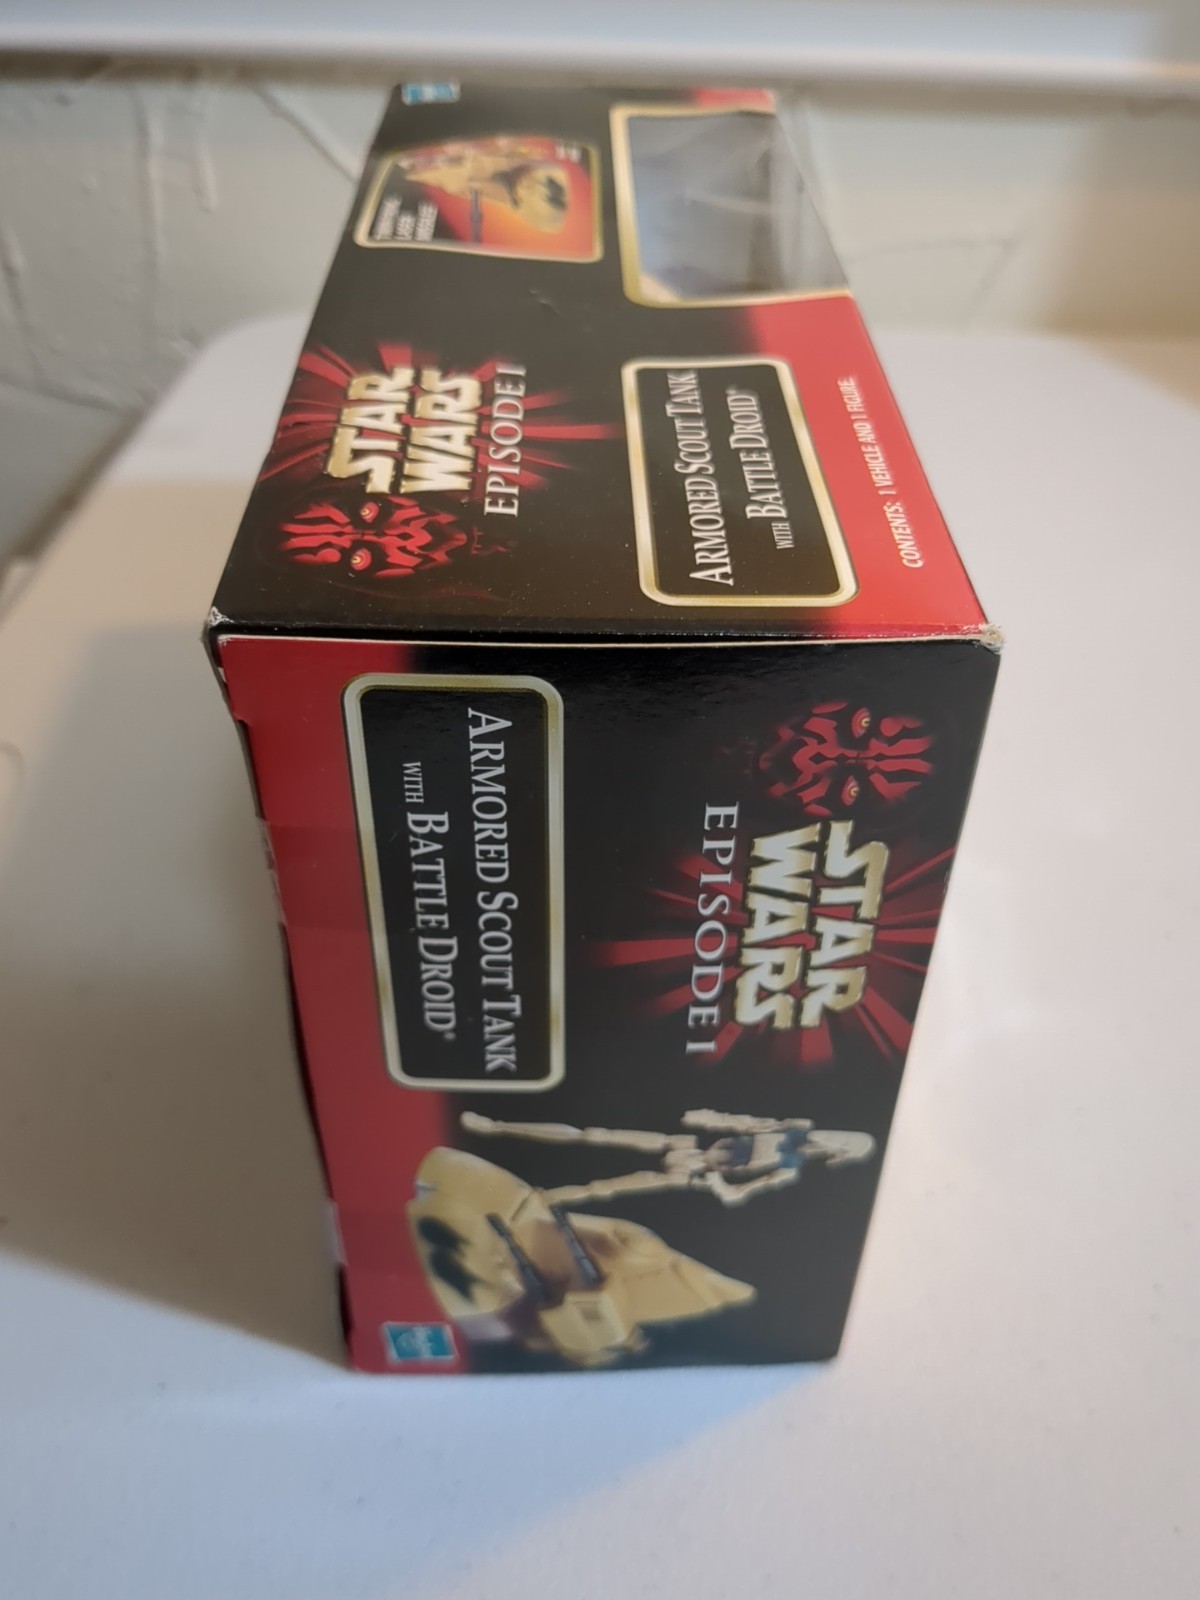 STAR
WARS
EPISODE I
ARMORED SCOUT TANK
WITH BATTLE DROID®
CONTENTS: 1 VEHICLE AND 1 FIGURE
STAR
WARS
EPISODE I
ARMORED SCOUT TANK
WITH BATTLE DROID®
Hasbro